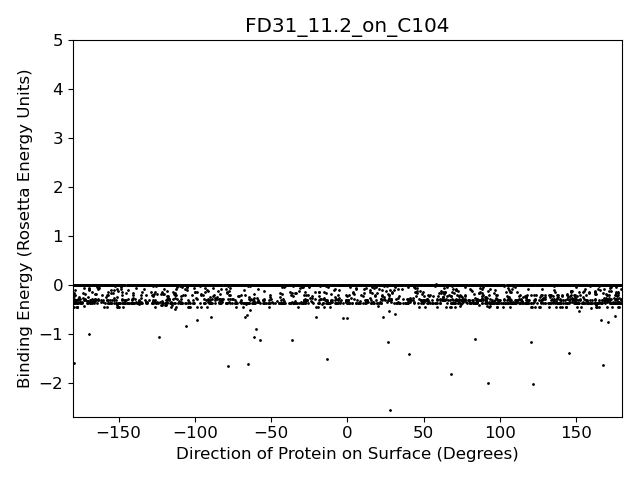 FD31_11.2_on_C104
Binding Energy (Rosetta Energy Units)
5
4
3
2
1
0
−1
−2
−150 −100 −50 0 50 100 150
Direction of Protein on Surface (Degrees)